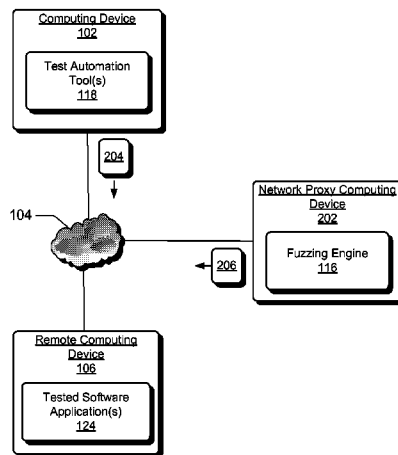 Computing Device
102
Test Automation
Tool(s)
118
204
104
Network Proxy Computing
Device
202
Fuzzing Engine
116
206
Remote Computing
Device
106
Tested Software
Application(s)
124